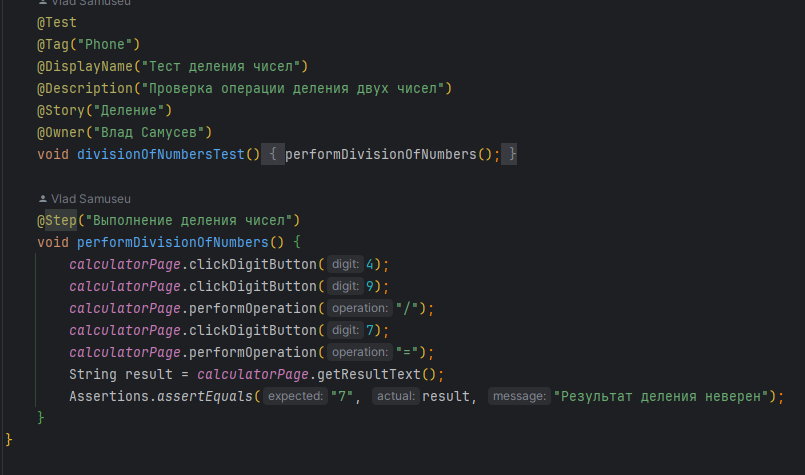 Vlad Samuseu
@Test
@Tag("Phone")
@DisplayName("Тест деления чисел")
@Description("Проверка операции деления двух чисел")
@Story("Деление")
@Owner("Влад Самусев")
void divisionOfNumbersTest() { performDivisionOfNumbers(); }
Vlad Samuseu
@Step("Выполнение деления чисел")
void performDivisionOfNumbers() {
calculatorPage.clickDigitButton( digit: 4);
calculatorPage.clickDigitButton( digit: 9);
calculatorPage.performOperation( operation: "/");
calculatorPage.clickDigitButton( digit: 7);
calculatorPage.performOperation( operation: "=");
String result = calculatorPage.getResultText();
Assertions.assertEquals( expected: "7", actual: result, message: "Результат деления неверен");
}
}